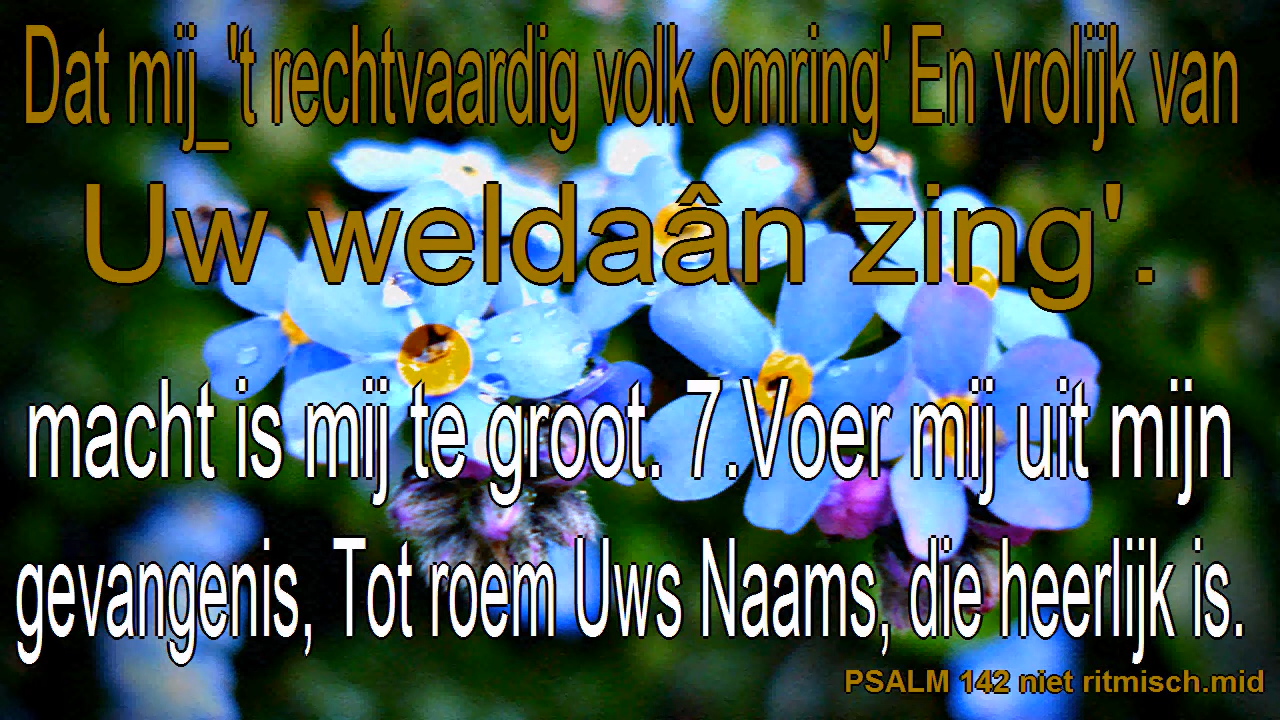 Dat mij_'t rechtvaardig volk omring' En vrolijk van
Uw weldaân zing'.
macht is mij te groot. 7.Voer mij uit mijn
gevangenis, Tot roem Uws Naams, die heerlijk is.
PSALM 142 niet ritmisch.mid